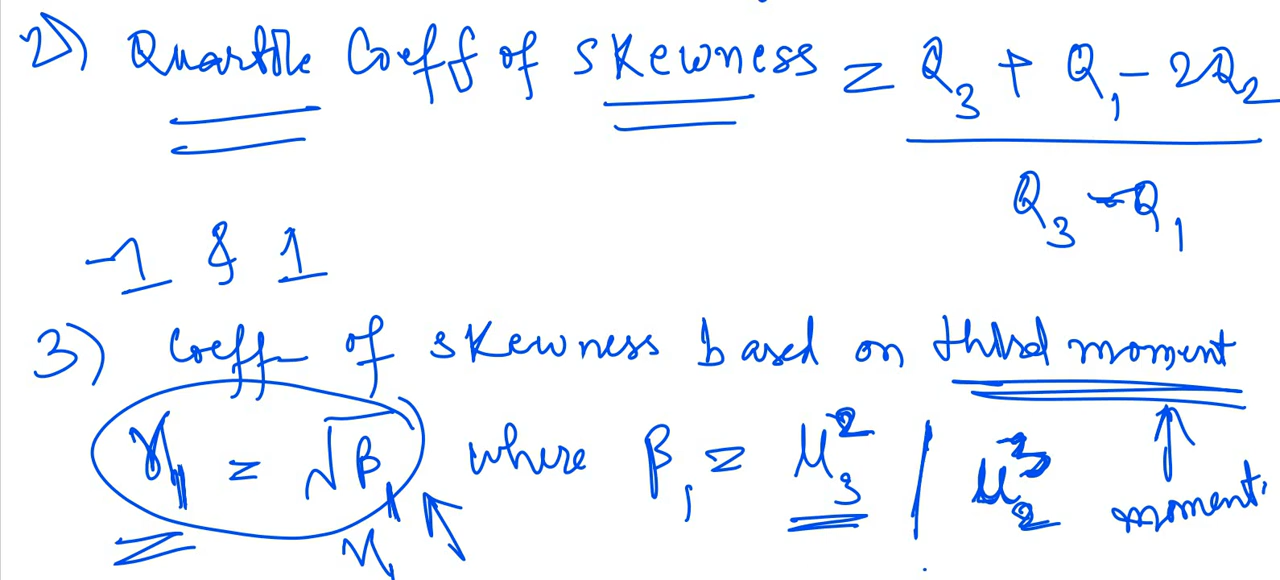 2) Quartile Coeff of skewness = Q₃ + Q₁ - 2Q₂
Q₃ - Q₁
-1 & 1
3) Coeff of skewness based on third moment
γ₁ = √β₁ where β₁ = μ₃² / μ₂³ moment